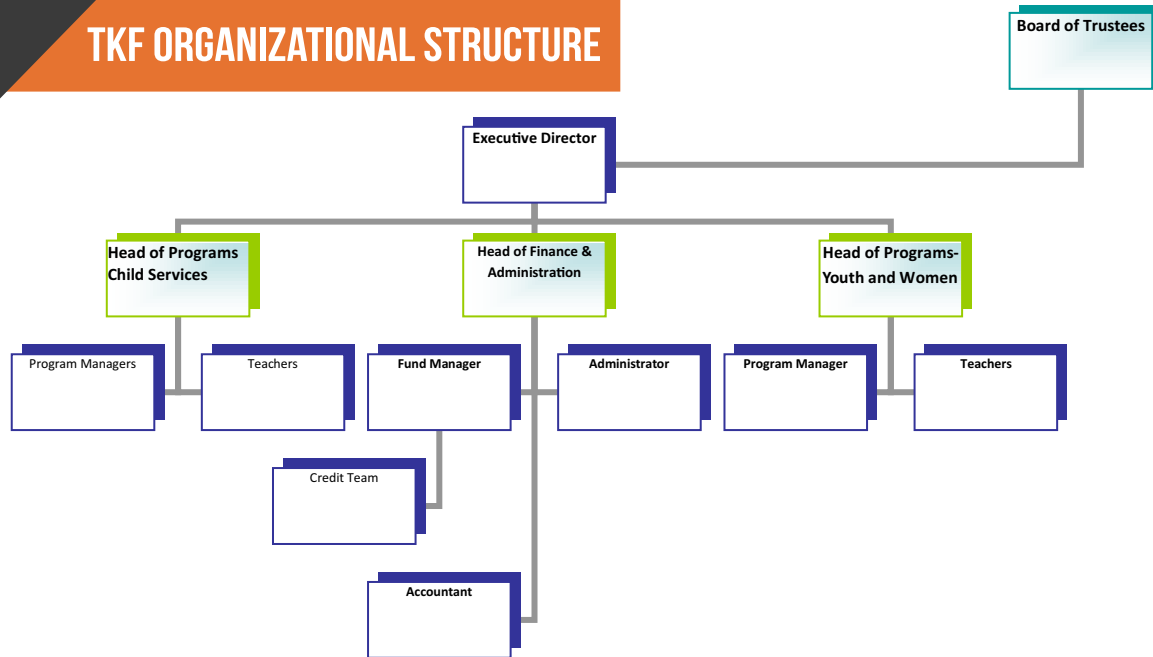 TKF ORGANIZATIONAL STRUCTURE
Board of Trustees
Executive Director
Head of Programs
Child Services
Head of Finance &
Administration
Head of Programs-
Youth and Women
Program Managers
Teachers
Fund Manager
Administrator
Program Manager
Teachers
Credit Team
Accountant